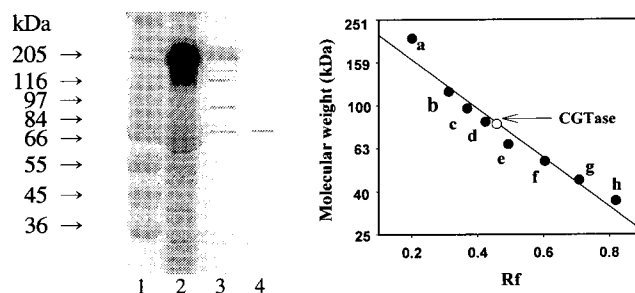 kDa
205 →
116 →
97 →
84 →
66 →
55 →
45 →
36 →
1 2 3 4
Molecular weight (kDa)
251
159
100
63
40
25
a
b
c
d
e
f
g
h
CGTase
0.2 0.4 0.6 0.8
Rf